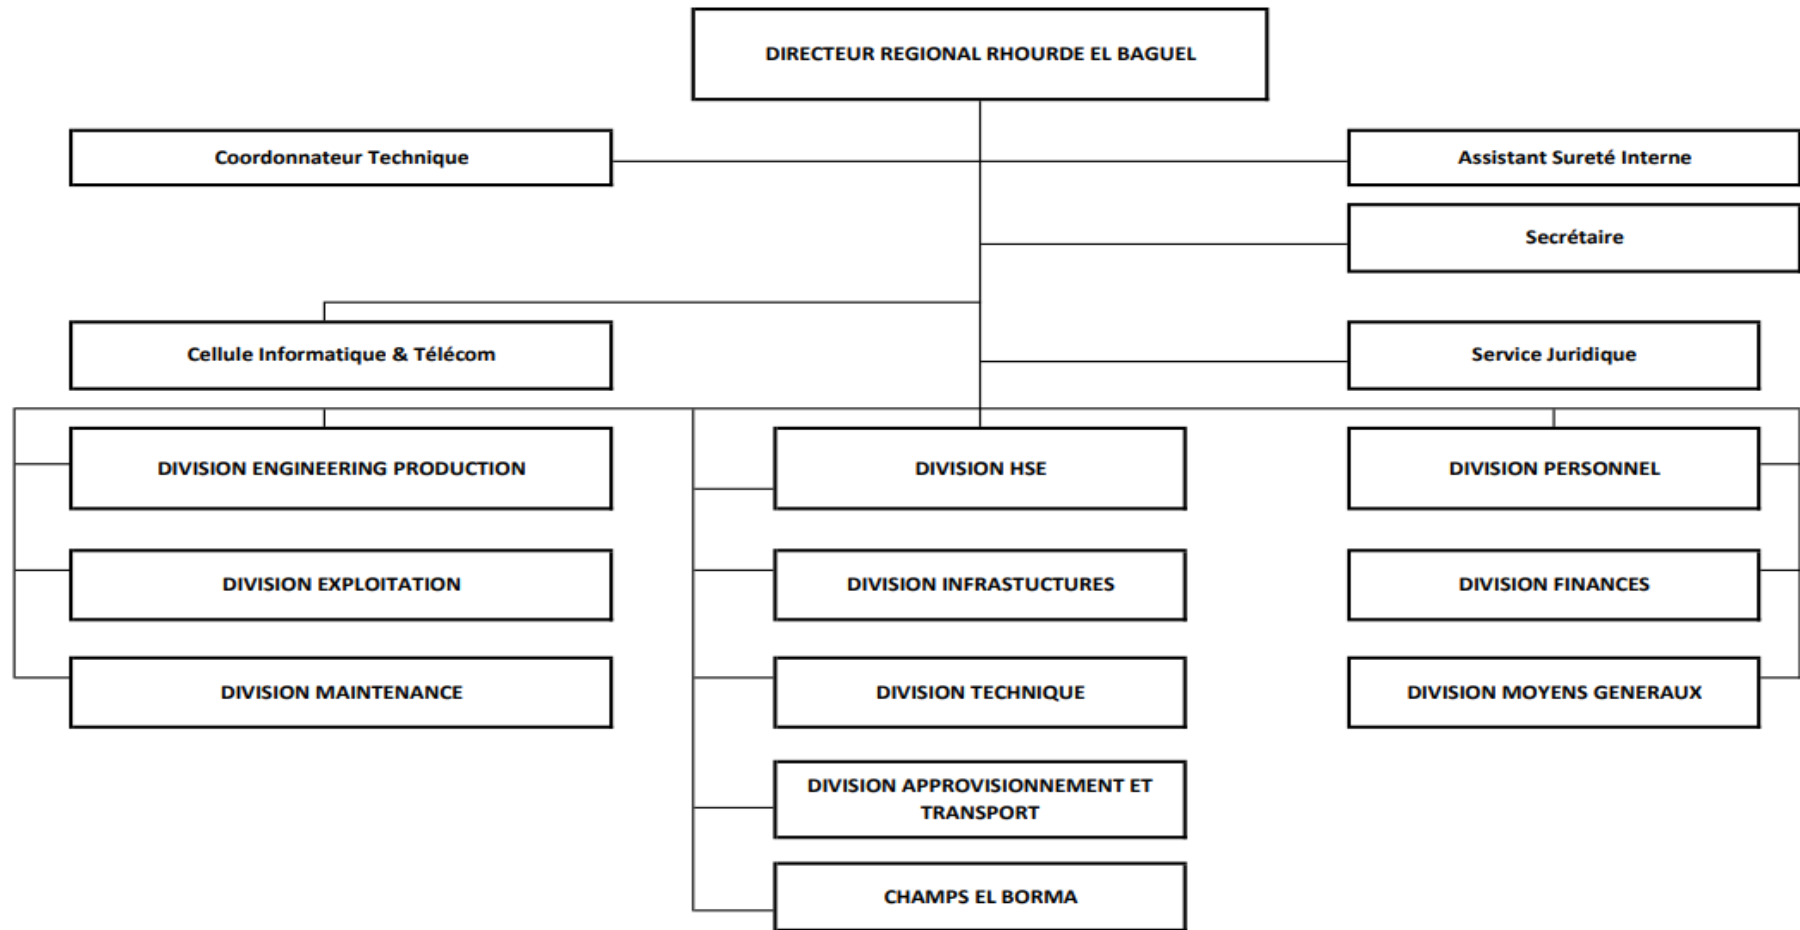 DIRECTEUR REGIONAL RHOURDE EL BAGUEL
Coordonnateur Technique
Assistant Sureté Interne
Secrétaire
Cellule Informatique & Télécom
Service Juridique
DIVISION ENGINEERING PRODUCTION
DIVISION HSE
DIVISION PERSONNEL
DIVISION EXPLOITATION
DIVISION INFRASTUCTURES
DIVISION FINANCES
DIVISION MAINTENANCE
DIVISION TECHNIQUE
DIVISION MOYENS GENERAUX
DIVISION APPROVISIONNEMENT ET
TRANSPORT
CHAMPS EL BORMA